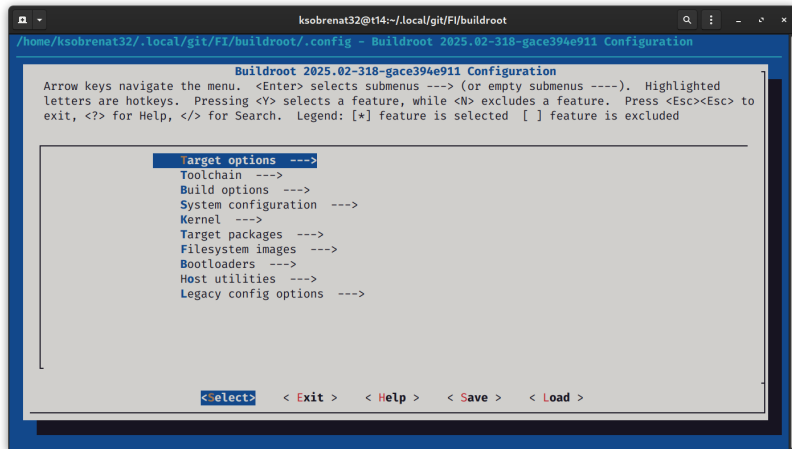 ksobrenat32@t14:~/.local/git/FI/buildroot
/home/ksobrenat32/.local/git/FI/buildroot/.config - Buildroot 2025.02-318-gace394e911 Configuration
Buildroot 2025.02-318-gace394e911 Configuration
Arrow keys navigate the menu.  <Enter> selects submenus ---> (or empty submenus ----).  Highlighted
letters are hotkeys.  Pressing <Y> selects a feature, while <N> excludes a feature.  Press <Esc><Esc> to
exit, <?> for Help, </> for Search.  Legend: [*] feature is selected  [ ] feature is excluded
Target options  --->
Toolchain  --->
Build options  --->
System configuration  --->
Kernel  --->
Target packages  --->
Filesystem images  --->
Bootloaders  --->
Host utilities  --->
Legacy config options  --->
<Select>    < Exit >    < Help >    < Save >    < Load >